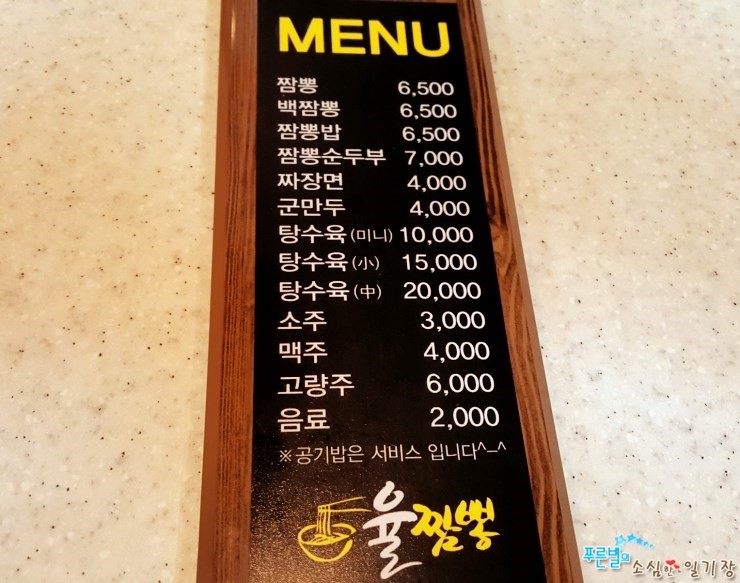 MENU
짬뽕 6,500
백짬뽕 6,500
짬뽕밥 6,500
짬뽕순두부 7,000
짜장면 4,000
군만두 4,000
탕수육(미니) 10,000
탕수육(小) 15,000
탕수육(中) 20,000
소주 3,000
맥주 4,000
고량주 6,000
음료 2,000
※공기밥은 서비스 입니다^-^
율짬뽕
푸른별의 소심한 일기장